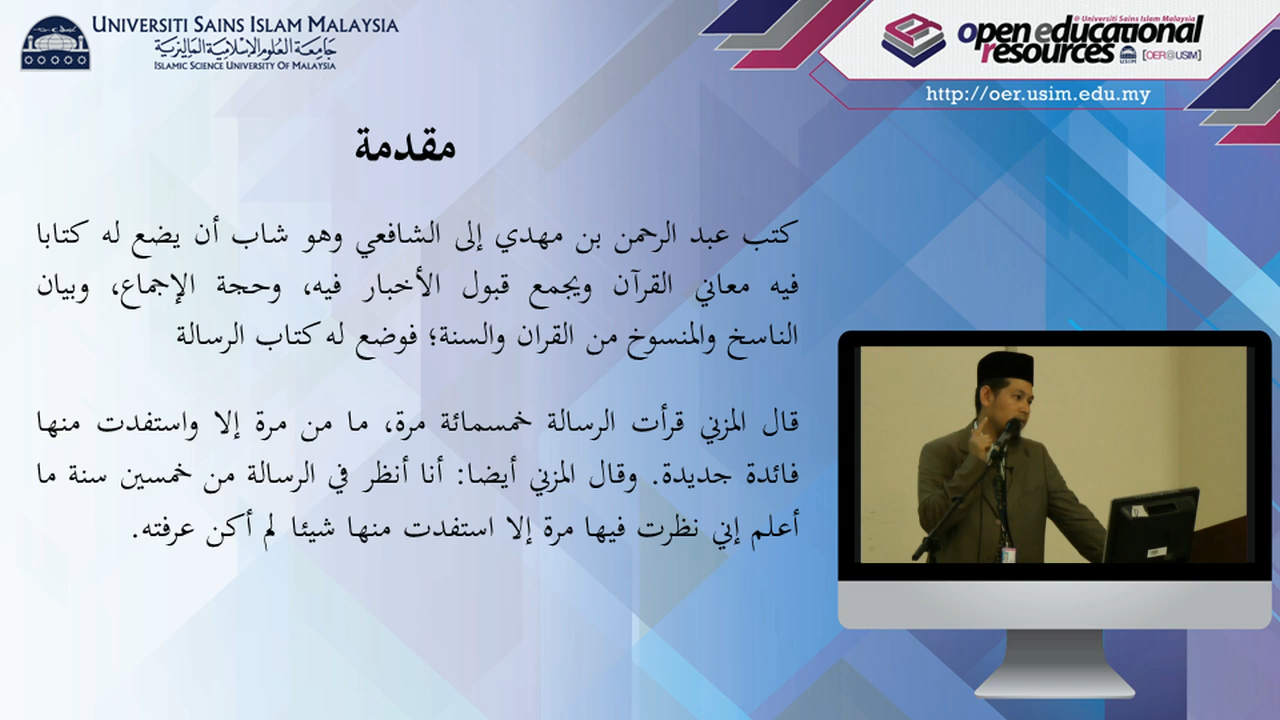 UNIVERSITI SAINS ISLAM MALAYSIA
جامعة العلوم الإسلامية الماليزية
ISLAMIC SCIENCE UNIVERSITY OF MALAYSIA
@ Universiti Sains Islam Malaysia
open educational
resources
USIM
[OER@USIM]
http://oer.usim.edu.my
مقدمة
كتب عبد الرحمن بن مهدي إلى الشافعي وهو شاب أن يضع له كتابا
فيه معاني القرآن ويجمع قبول الأخبار فيه، وحجة الإجماع، وبيان
الناسخ والمنسوخ من القران والسنة؛ فوضع له كتاب الرسالة
قال المزني قرأت الرسالة خمسمائة مرة، ما من مرة إلا واستفدت منها
فائدة جديدة. وقال المزني أيضا: أنا أنظر في الرسالة من خمسين سنة ما
أعلم إني نظرت فيها مرة إلا استفدت منها شيئا لم أكن عرفته.